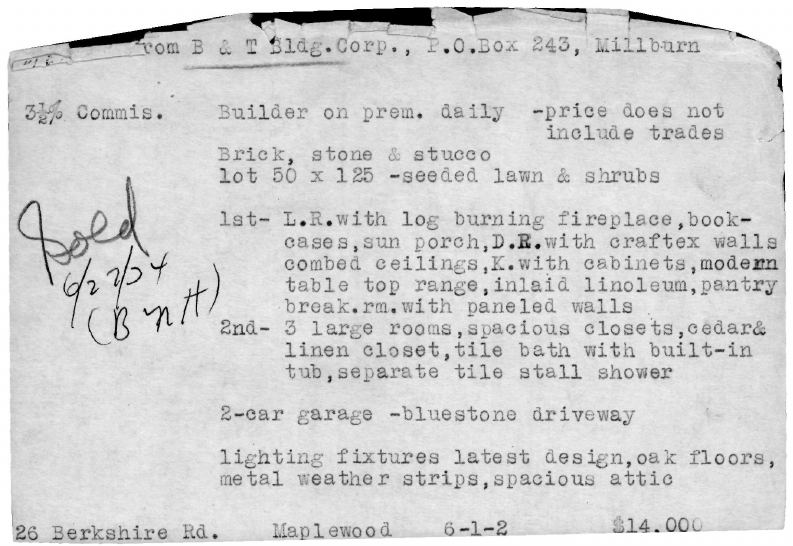 rom B & T Bldg.Corp., P.O.Box 243, Millburn
3½% Commis. Builder on prem. daily -price does not
include trades
Brick, stone & stucco
lot 50 x 125 -seeded lawn & shrubs
1st- L.R.with log burning fireplace,book-
cases,sun porch,D.R.with craftex walls
combed ceilings,K.with cabinets,modern
table top range,inlaid linoleum,pantry
break.rm.with paneled walls
Sold
6/22/34
(B n H)
2nd- 3 large rooms,spacious closets,cedar&
linen closet,tile bath with built-in
tub,separate tile stall shower
2-car garage -bluestone driveway
lighting fixtures latest design,oak floors,
metal weather strips,spacious attic
26 Berkshire Rd. Maplewood 6-1-2 $14.000